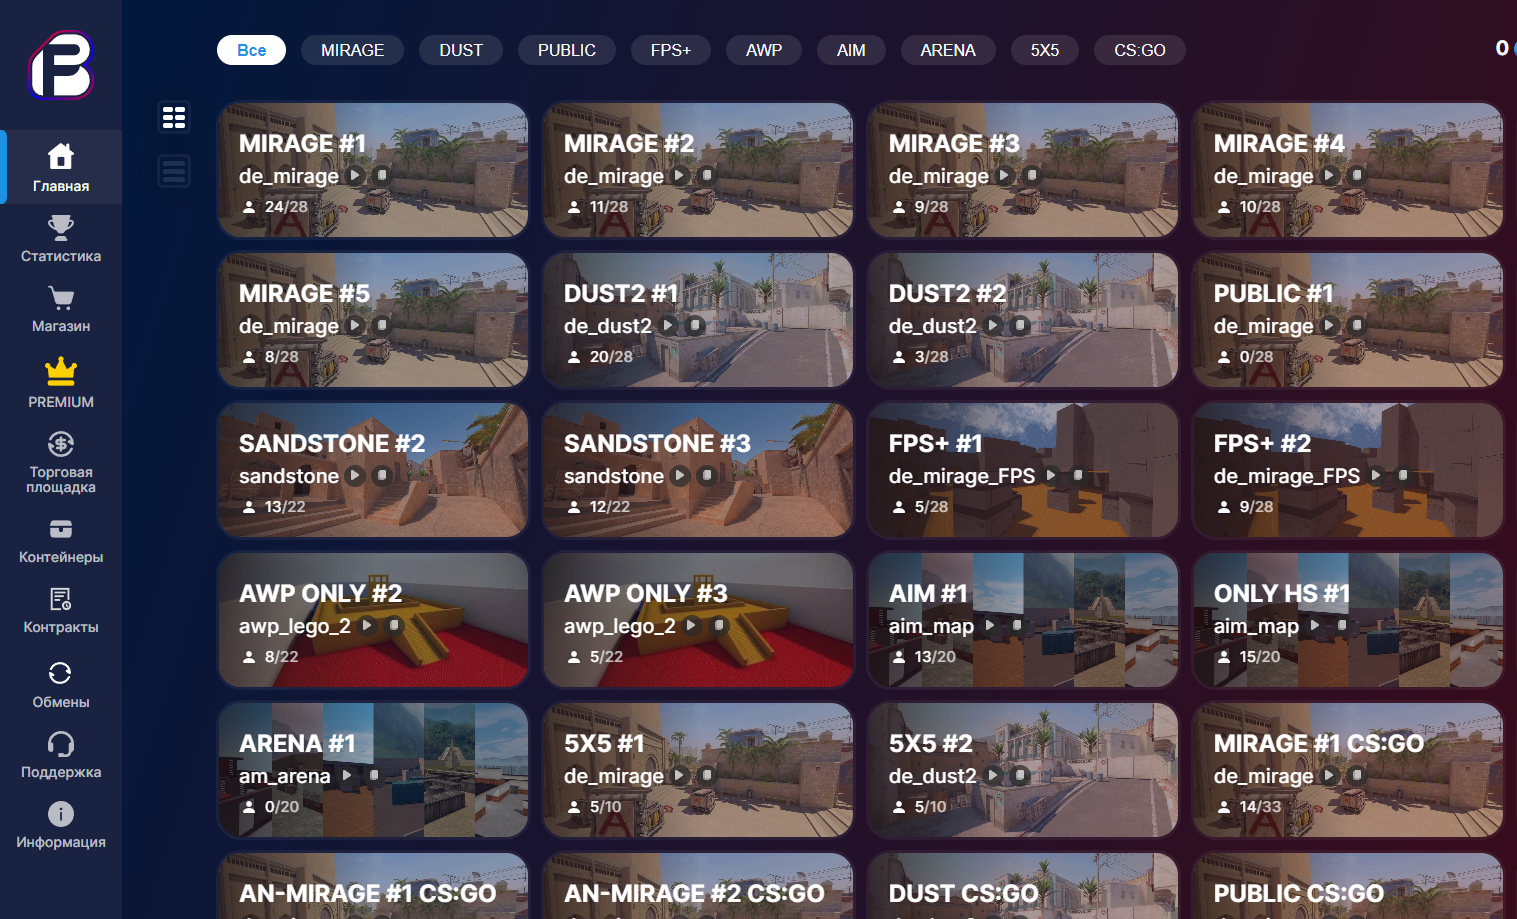 Все
MIRAGE
DUST
PUBLIC
FPS+
AWP
AIM
ARENA
5X5
CS:GO
0
Главная
Статистика
Магазин
PREMIUM
Торговая
площадка
Контейнеры
Контракты
Обмены
Поддержка
Информация
MIRAGE #1
de_mirage
24/28
MIRAGE #2
de_mirage
11/28
MIRAGE #3
de_mirage
9/28
MIRAGE #4
de_mirage
10/28
MIRAGE #5
de_mirage
8/28
DUST2 #1
de_dust2
20/28
DUST2 #2
de_dust2
3/28
PUBLIC #1
de_mirage
0/28
SANDSTONE #2
sandstone
13/22
SANDSTONE #3
sandstone
12/22
FPS+ #1
de_mirage_FPS
5/28
FPS+ #2
de_mirage_FPS
9/28
AWP ONLY #2
awp_lego_2
8/22
AWP ONLY #3
awp_lego_2
5/22
AIM #1
aim_map
13/20
ONLY HS #1
aim_map
15/20
ARENA #1
am_arena
0/20
5X5 #1
de_mirage
5/10
5X5 #2
de_dust2
5/10
MIRAGE #1 CS:GO
de_mirage
14/33
AN-MIRAGE #1 CS:GO
AN-MIRAGE #2 CS:GO
DUST CS:GO
PUBLIC CS:GO